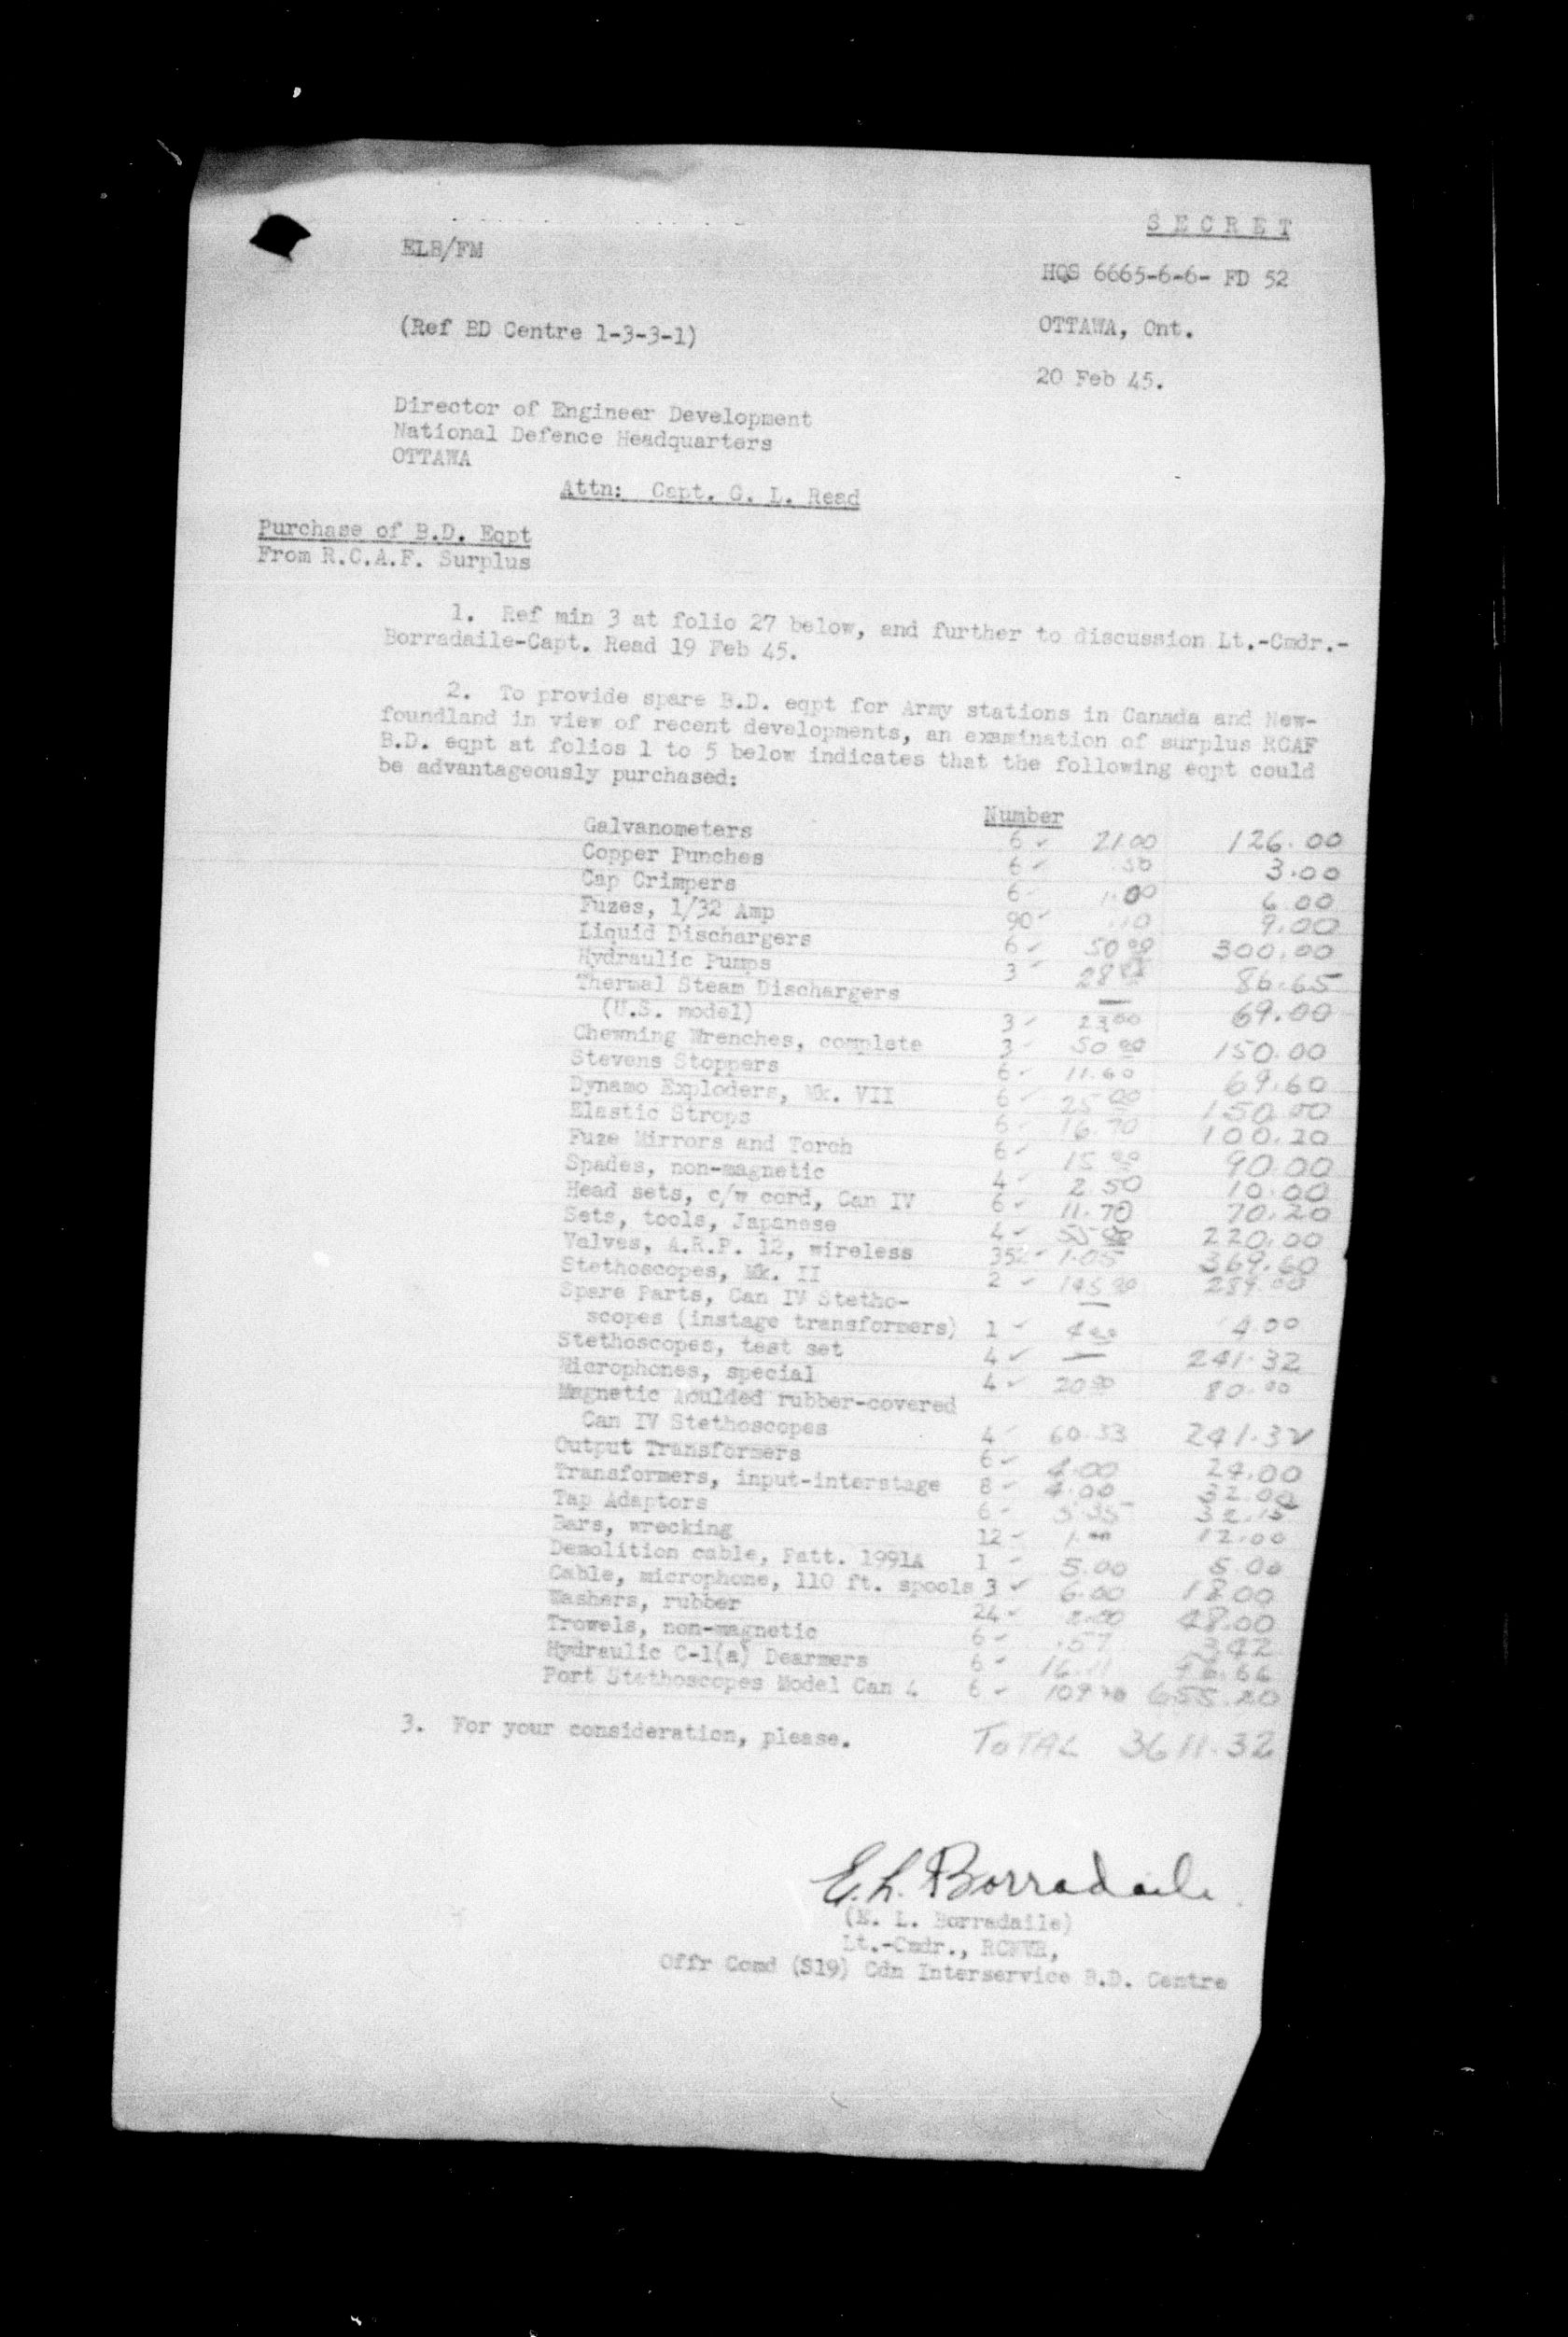 SECRET
ELB/FM
HQS 6665-6-6- FD 52
(Ref BD Centre 1-3-3-1)
OTTAWA, Ont.
20 Feb 45.
Director of Engineer Development
National Defence Headquarters
OTTAWA
Attn: Capt. G. L. Read
Purchase of B.D. Eqpt
From R.C.A.F. Surplus
1. Ref min 3 at folio 27 below, and further to discussion Lt.-Cmdr.-
Borradaile-Capt. Read 19 Feb 45.
2. To provide spare B.D. eqpt for Army stations in Canada and New-
foundland in view of recent developments, an examination of surplus RCAF
B.D. eqpt at folios 1 to 5 below indicates that the following eqpt could
be advantageously purchased:
Number
Galvanometers 6 ✓ 21.00 126.00
Copper Punches 6 ✓ .50 3.00
Cap Crimpers 6 1.00 6.00
Fuzes, 1/32 Amp 90 ✓ .10 9.00
Liquid Dischargers 6 ✓ 50.00 300.00
Hydraulic Pumps 3 ✓ 86.65
Thermal Steam Dischargers
(U.S. model) 3 ✓ 23.00 69.00
Chewning Wrenches, complete 3 50.00 150.00
Stevens Stoppers 6 ✓ 11.60 69.60
Dynamo Exploders, Mk. VII 6 ✓ 25.00 150.00
Elastic Strops 6 16.70 100.20
Fuze Mirrors and Torch 6 ✓ 15.00 90.00
Spades, non-magnetic 4 2.50 10.00
Head sets, c/w cord, Can IV 6 ✓ 11.70 70.20
Sets, tools, Japanese 4 55.00 220.00
Valves, A.R.P. 12, wireless 352 ✓ 1.05 369.60
Stethoscopes, Mk. II 2 ✓
Spare Parts, Can IV Stetho-
scopes (instage transformers) 1 ✓ 4.00 4.00
Stethoscopes, test set 4 ✓ — 241.32
Microphones, special 4 ✓ 20.00 80.00
Magnetic Moulded rubber-covered
Can IV Stethoscopes 4 ✓ 60.33 241.32
Output Transformers 6 ✓ 4.00 24.00
Transformers, input-interstage 8 ✓ 4.00 32.00
Tap Adaptors 6
Bars, wrecking 12 1.00 12.00
Demolition cable, Patt. 1991A 1 5.00 5.00
Cable, microphone, 110 ft. spools 3 ✓ 6.00 18.00
Washers, rubber 24 2.00 48.00
Trowels, non-magnetic 6 ✓ .57 3.42
Hydraulic C-1(a) Dearmers 6 16.11 96.66
Port Stethoscopes Model Can 4 6 ✓ 109.20 655.20
3. For your consideration, please.
TOTAL 3611.32
E.L. Borradaile
(E. L. Borradaile)
Lt.-Cmdr., RCNVR,
Offr Comd (S19) Cdn Interservice B.D. Centre